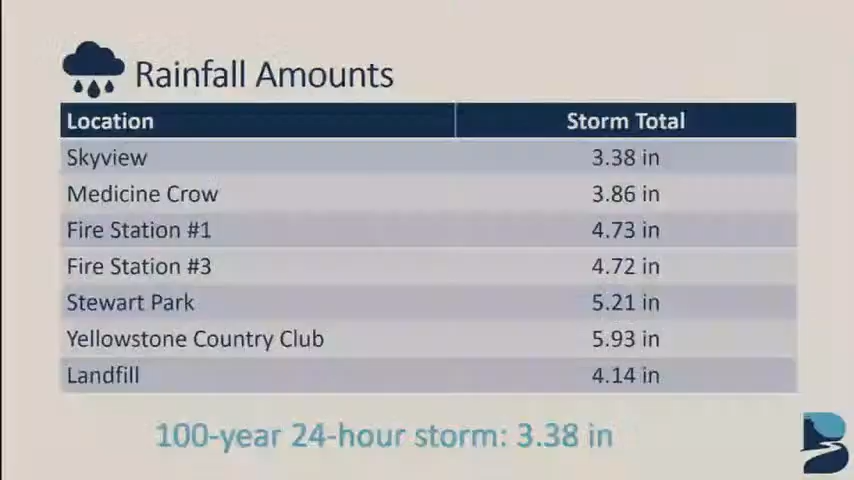 Rainfall Amounts
Location Storm Total
Skyview 3.38 in
Medicine Crow 3.86 in
Fire Station #1 4.73 in
Fire Station #3 4.72 in
Stewart Park 5.21 in
Yellowstone Country Club 5.93 in
Landfill 4.14 in
100-year 24-hour storm: 3.38 in